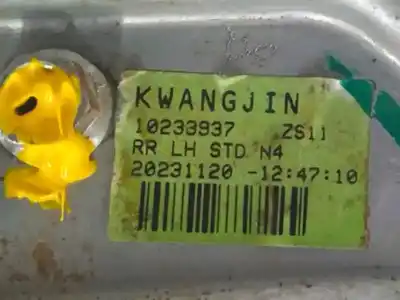 KWANGJIN
10233937 ZS11
RR LH STD N4
20231120 -12:47:10